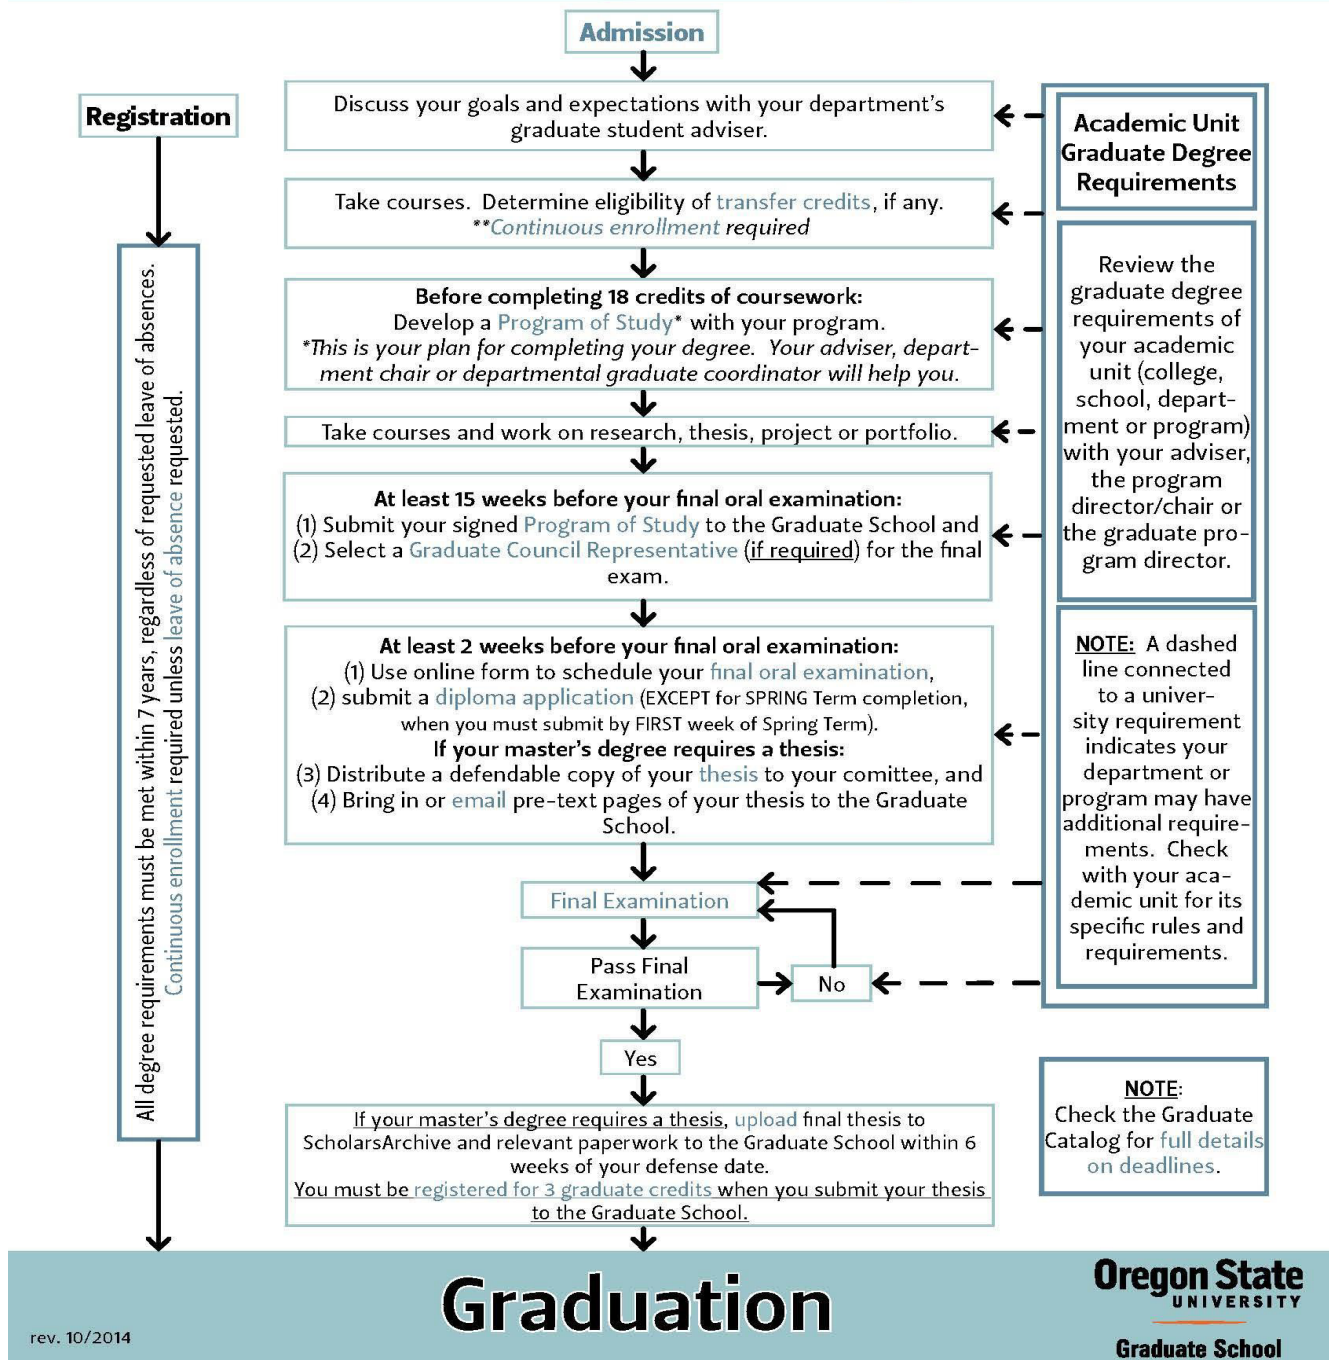 Admission
Registration
Discuss your goals and expectations with your department's
graduate student adviser.
Take courses.  Determine eligibility of transfer credits, if any.
**Continuous enrollment required
Before completing 18 credits of coursework:
Develop a Program of Study* with your program.
*This is your plan for completing your degree.  Your adviser, depart-
ment chair or departmental graduate coordinator will help you.
Take courses and work on research, thesis, project or portfolio.
At least 15 weeks before your final oral examination:
(1) Submit your signed Program of Study to the Graduate School and
(2) Select a Graduate Council Representative (if required) for the final
exam.
At least 2 weeks before your final oral examination:
(1) Use online form to schedule your final oral examination,
(2) submit a diploma application (EXCEPT for SPRING Term completion,
when you must submit by FIRST week of Spring Term).
If your master's degree requires a thesis:
(3) Distribute a defendable copy of your thesis to your comittee, and
(4) Bring in or email pre-text pages of your thesis to the Graduate
School.
Final Examination
Pass Final
Examination
No
Yes
If your master's degree requires a thesis, upload final thesis to
ScholarsArchive and relevant paperwork to the Graduate School within 6
weeks of your defense date.
You must be registered for 3 graduate credits when you submit your thesis
to the Graduate School.
All degree requirements must be met within 7 years, regardless of requested leave of absences.
Continuous enrollment required unless leave of absence requested.
Academic Unit
Graduate Degree
Requirements
Review the
graduate degree
requirements of
your academic
unit (college,
school, depart-
ment or program)
with your adviser,
the program
director/chair or
the graduate pro-
gram director.
NOTE:  A dashed
line connected
to a univer-
sity requirement
indicates your
department or
program may have
additional require-
ments.  Check
with your aca-
demic unit for its
specific rules and
requirements.
NOTE:
Check the Graduate
Catalog for full details
on deadlines.
Graduation
rev. 10/2014
Oregon State
UNIVERSITY
Graduate School